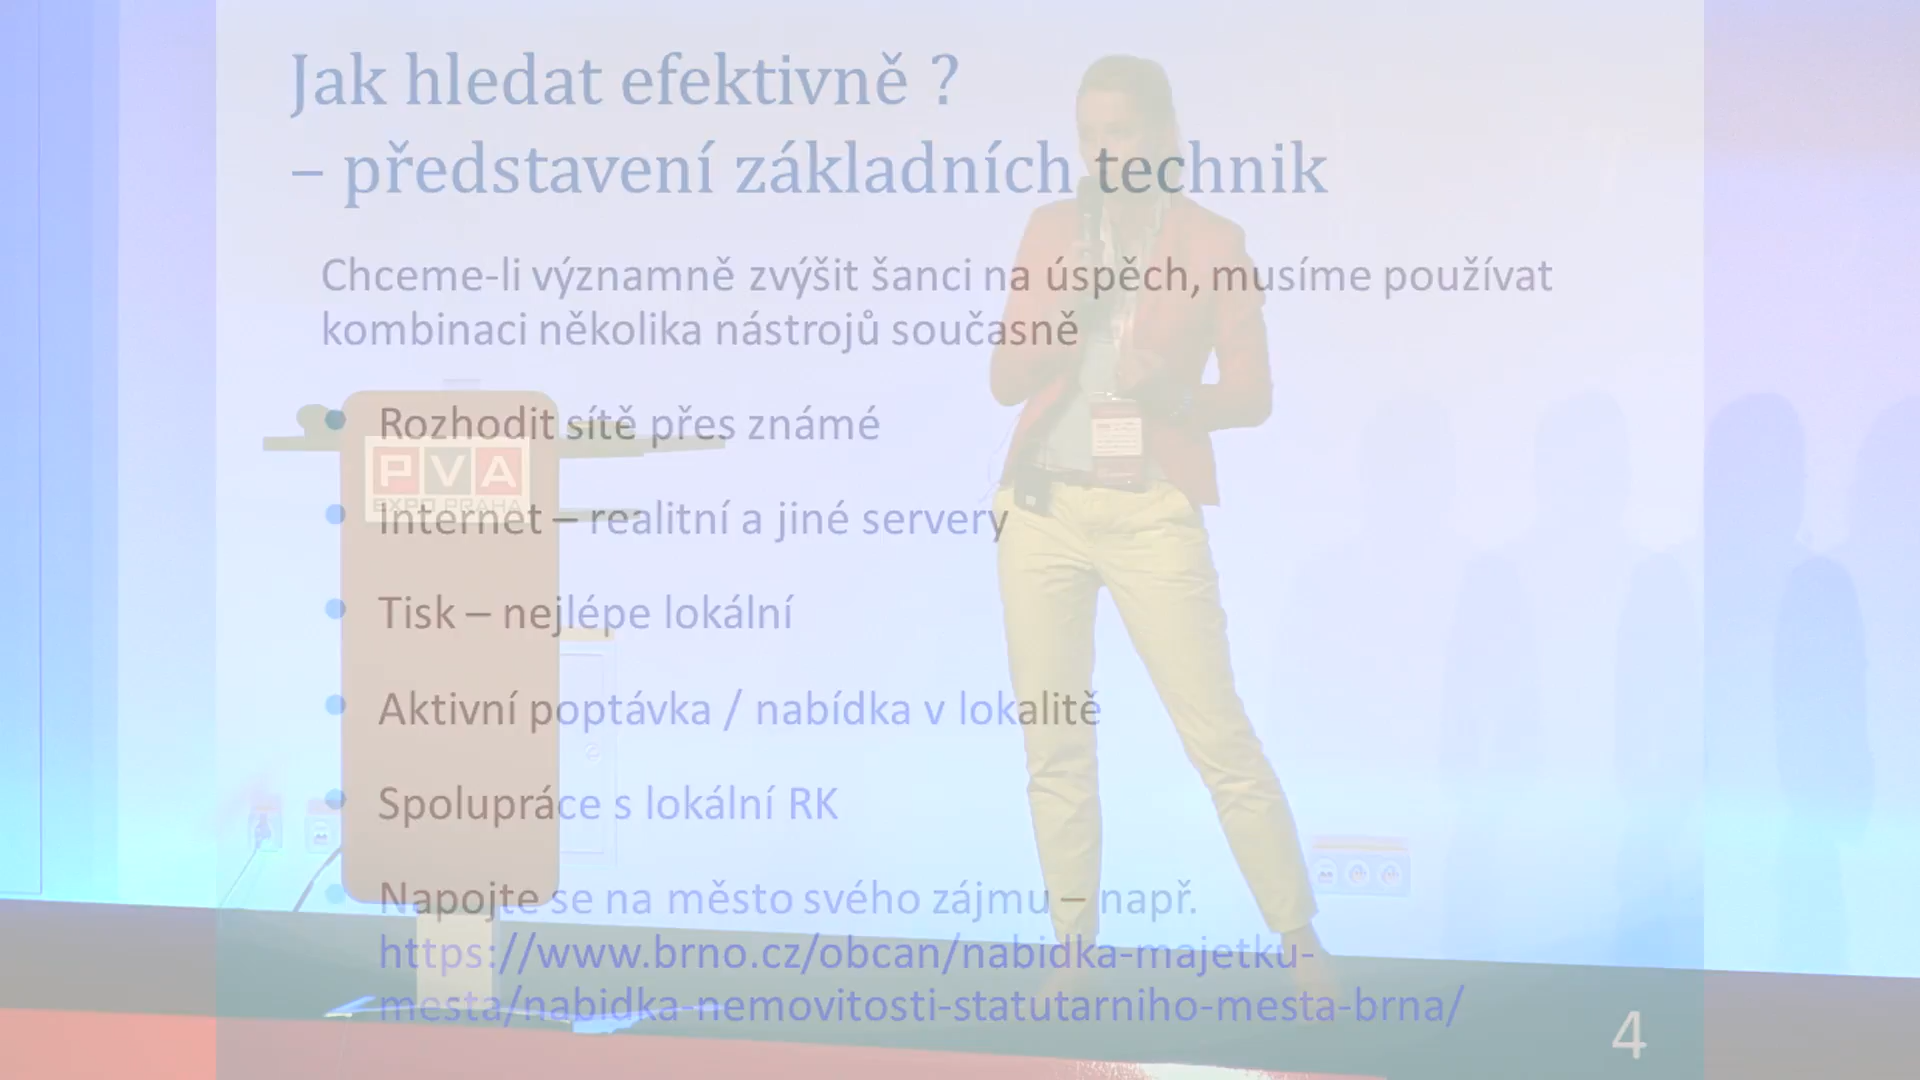 Jak hledat efektivně ?
– představení základních technik
Chceme-li významně zvýšit šanci na úspěch, musíme používat
kombinaci několika nástrojů současně
Rozhodit sítě přes známé
PVA
EXPO PRAHA
Internet – realitní a jiné servery
Tisk – nejlépe lokální
Aktivní poptávka / nabídka v lokalitě
Spolupráce s lokální RK
Napojte se na město svého zájmu – např.
https://www.brno.cz/obcan/nabidka-majetku-
mesta/nabidka-nemovitosti-statutarniho-mesta-brna/
4